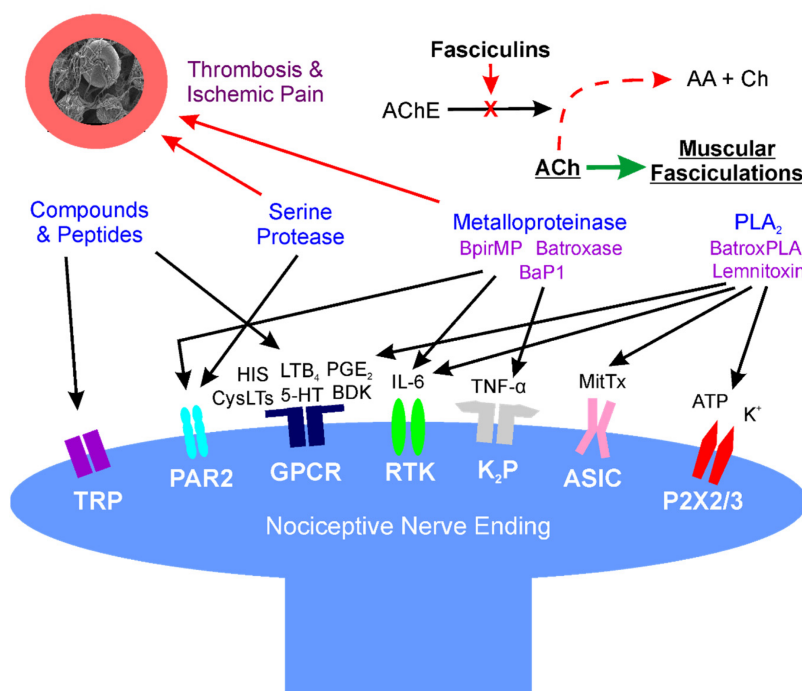 Fasciculins
Thrombosis &
Ischemic Pain
AA + Ch
AChE
X
ACh
Muscular
Fasciculations
Compounds
& Peptides
Serine
Protease
Metalloproteinase
BpirMP Batroxase
BaP1
PLA₂
BatroxPLA
Lemnitoxin
HIS LTB₄ PGE₂
CysLTs 5-HT BDK
IL-6
TNF-α
MitTx
ATP
K⁺
TRP
PAR2
GPCR
RTK
K₂P
ASIC
P2X2/3
Nociceptive Nerve Ending